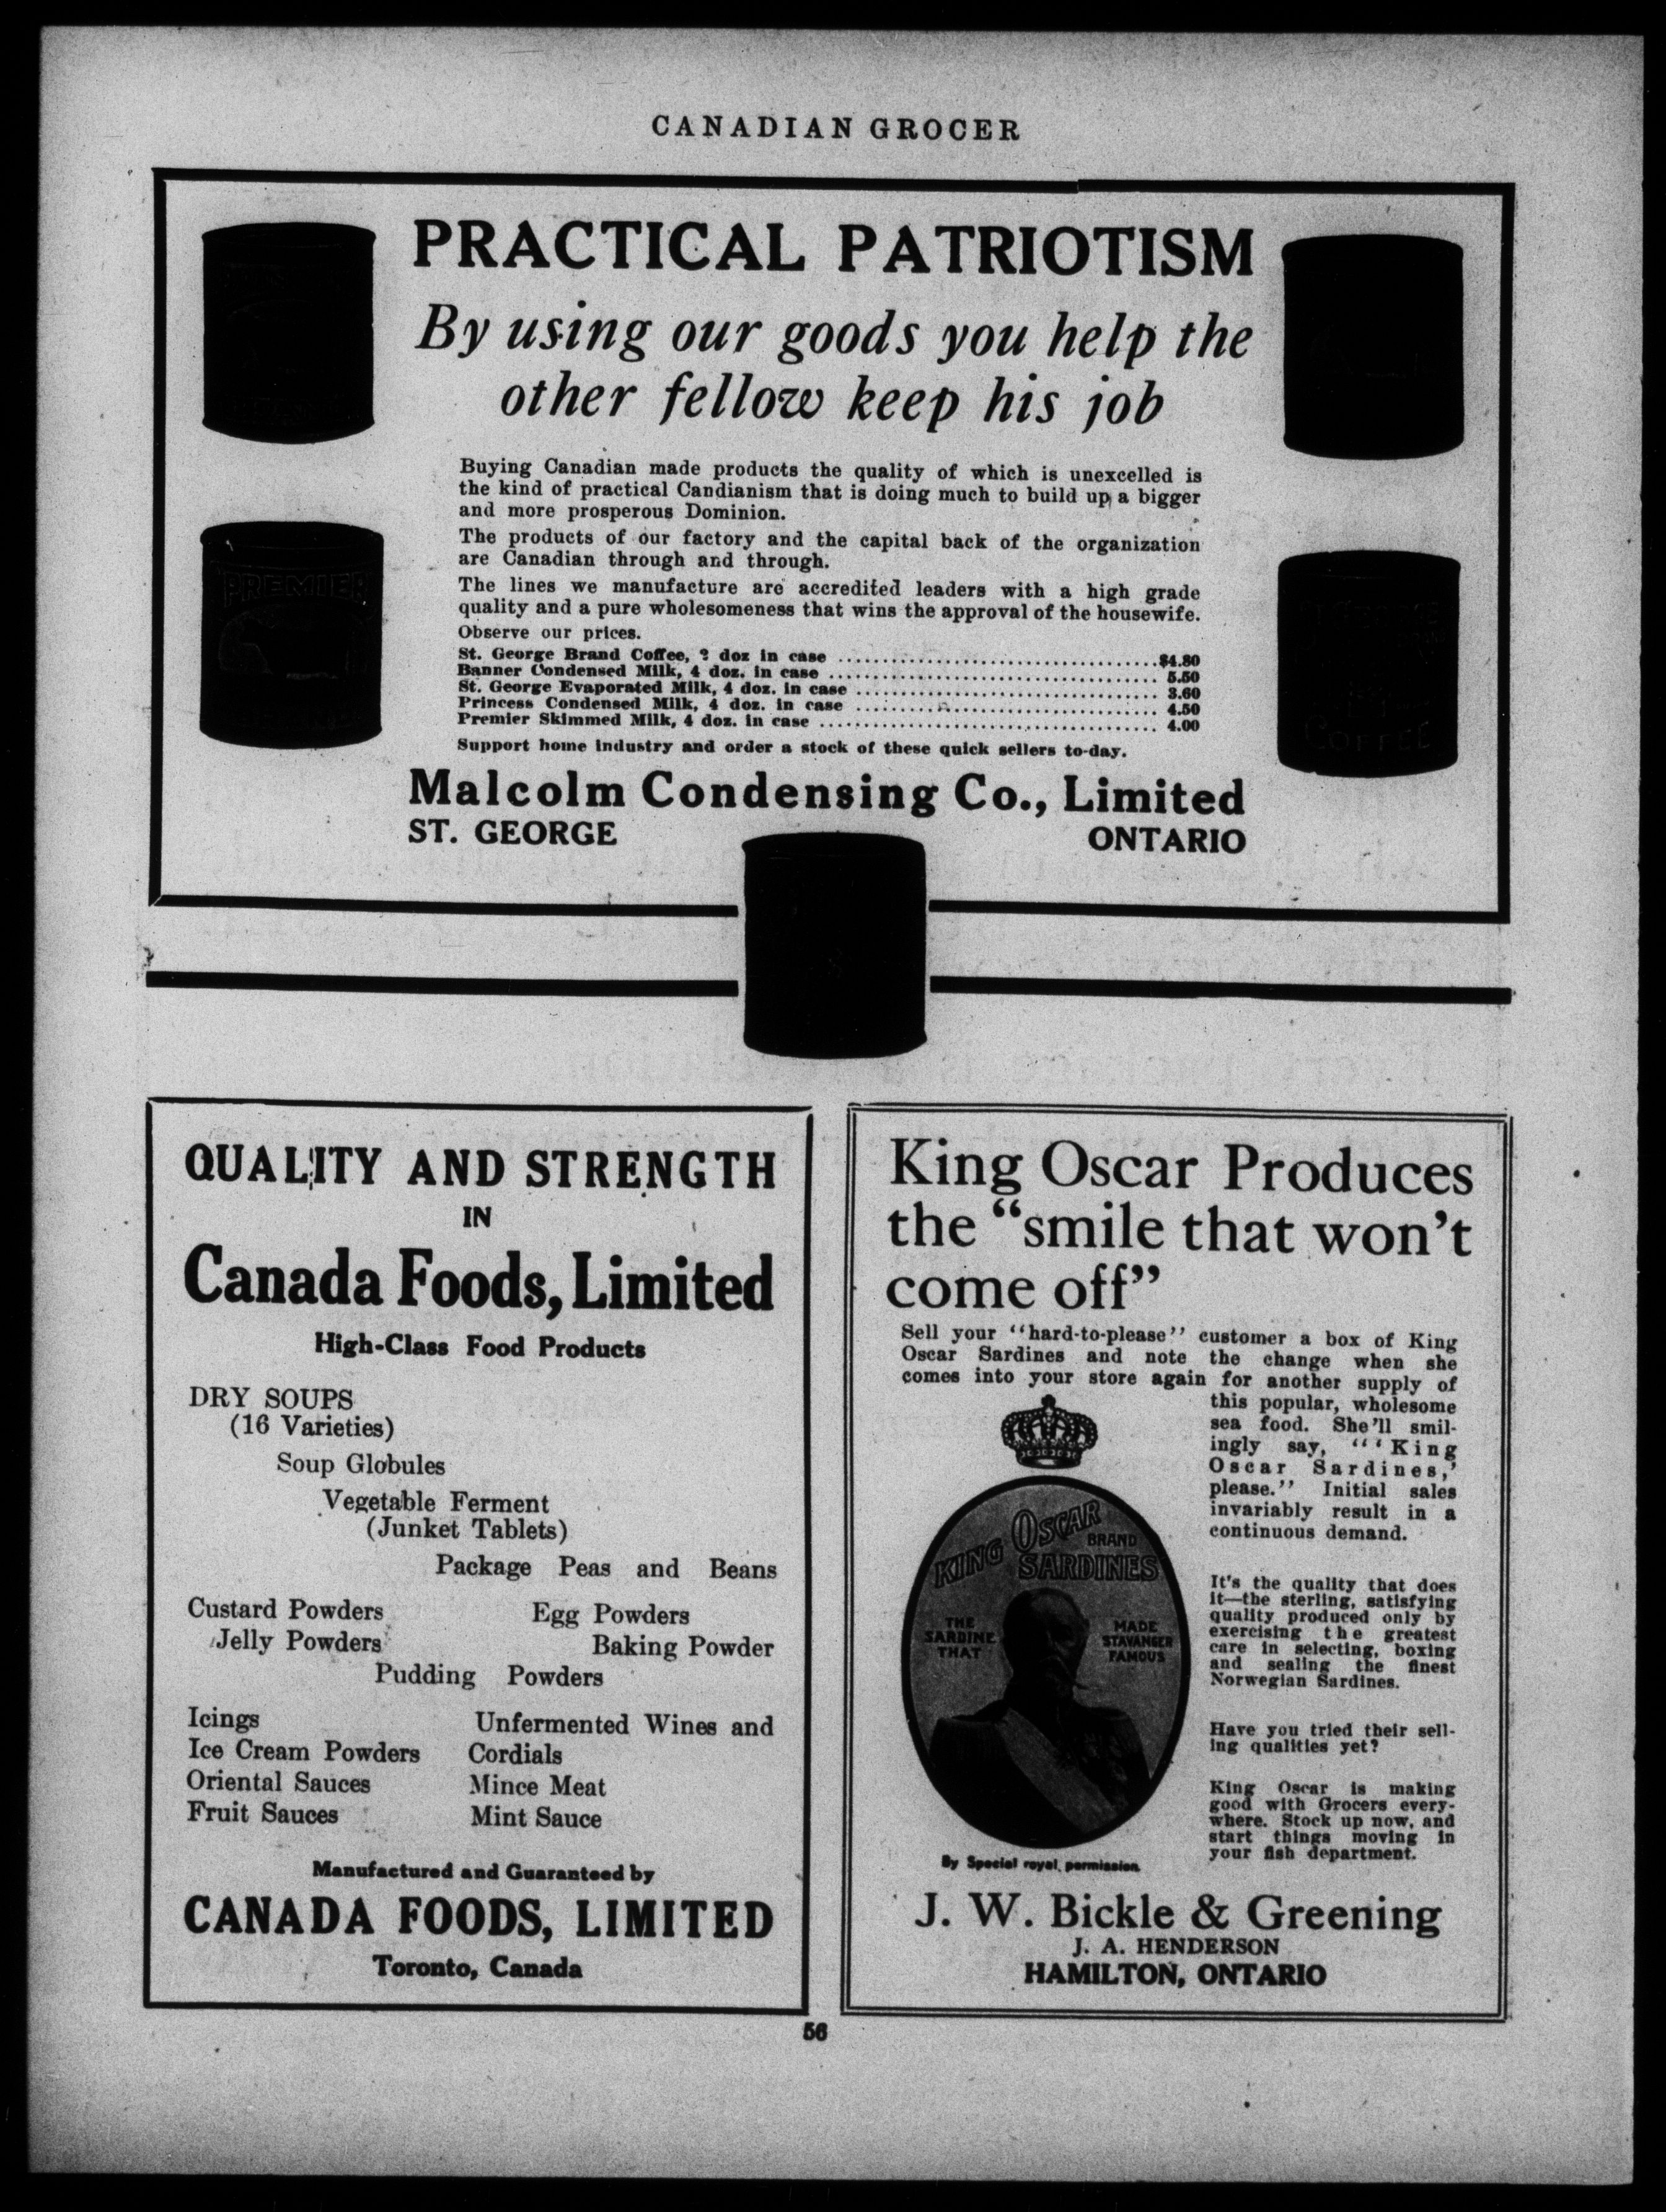 CANADIAN GROCER
PRACTICAL PATRIOTISM
By using our goods you help the
other fellow keep his job
Buying Canadian made products the quality of which is unexcelled is
the kind of practical Candianism that is doing much to build up a bigger
and more prosperous Dominion.
The products of our factory and the capital back of the organization
are Canadian through and through.
The lines we manufacture are accredited leaders with a high grade
quality and a pure wholesomeness that wins the approval of the housewife.
Observe our prices.
St. George Brand Coffee, 2 doz in case ................................... $4.80
Banner Condensed Milk, 4 doz. in case ................................... 5.50
St. George Evaporated Milk, 4 doz. in case ................................... 3.60
Princess Condensed Milk, 4 doz. in case ................................... 4.50
Premier Skimmed Milk, 4 doz. in case ................................... 4.00
Support home industry and order a stock of these quick sellers to-day.
Malcolm Condensing Co., Limited
ST. GEORGE ONTARIO
PREMIER
COFFEE
QUALITY AND STRENGTH
IN
Canada Foods, Limited
High-Class Food Products
DRY SOUPS
(16 Varieties)
Soup Globules
Vegetable Ferment
(Junket Tablets)
Package Peas and Beans
Custard Powders Egg Powders
Jelly Powders Baking Powder
Pudding Powders
Icings Unfermented Wines and
Ice Cream Powders Cordials
Oriental Sauces Mince Meat
Fruit Sauces Mint Sauce
Manufactured and Guaranteed by
CANADA FOODS, LIMITED
Toronto, Canada
King Oscar Produces
the "smile that won't
come off"
Sell your "hard-to-please" customer a box of King
Oscar Sardines and note the change when she
comes into your store again for another supply of
this popular, wholesome
sea food. She'll smil-
ingly say, "'King
Oscar Sardines,'
please." Initial sales
invariably result in a
continuous demand.
It's the quality that does
it—the sterling, satisfying
quality produced only by
exercising the greatest
care in selecting, boxing
and sealing the finest
Norwegian Sardines.
Have you tried their sell-
ing qualities yet?
King Oscar is making
good with Grocers every-
where. Stock up now, and
start things moving in
your fish department.
KING OSCAR BRAND
SARDINES
THE
SARDINE
THAT
MADE
STAVANGER
FAMOUS
By Special royal permission
J. W. Bickle & Greening
J. A. HENDERSON
HAMILTON, ONTARIO
56